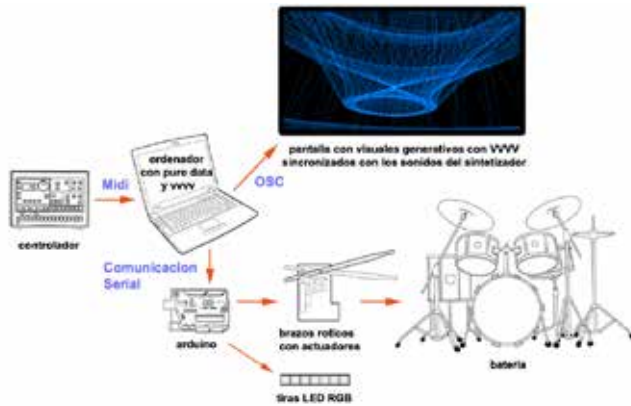 pantalla con visuales generativos con VVVV
sincronizados con los sonidos del sintetizador
ordenador
con pure data
y vvvv
Midi
OSC
controlador
Comunicacion
Serial
arduino
brazos roticos
con actuadores
bateria
tiras LED RGB